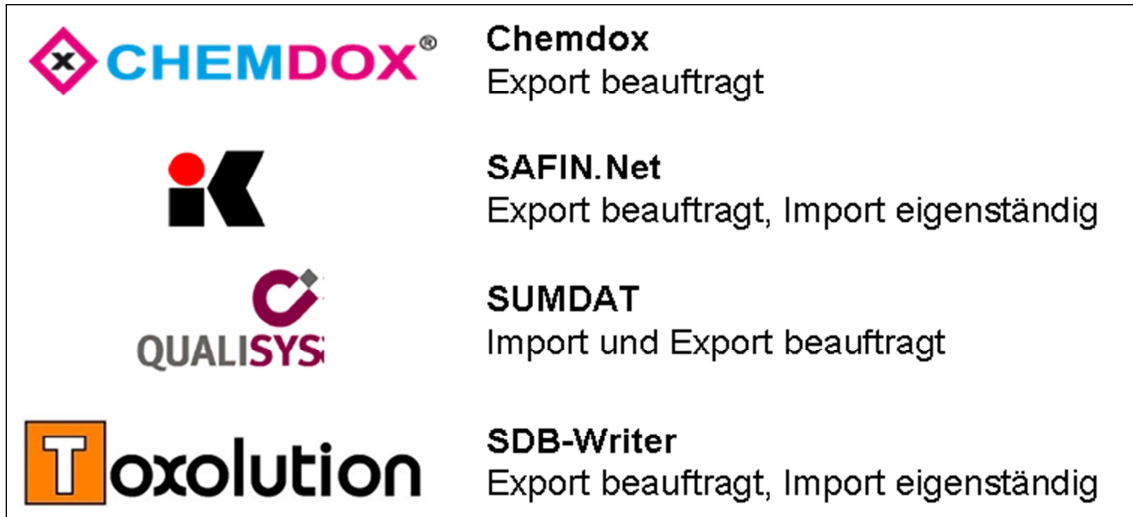 CHEMDOX®
Chemdox
Export beauftragt
iK
SAFIN.Net
Export beauftragt, Import eigenständig
QUALISYS
SUMDAT
Import und Export beauftragt
Toxolution
SDB-Writer
Export beauftragt, Import eigenständig